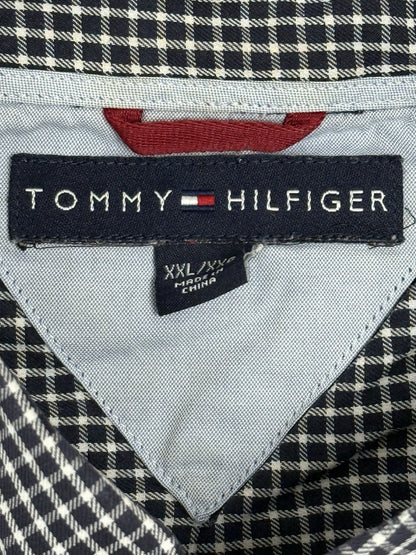 TOMMY HILFIGER
XXL/XXG
MADE IN
CHINA